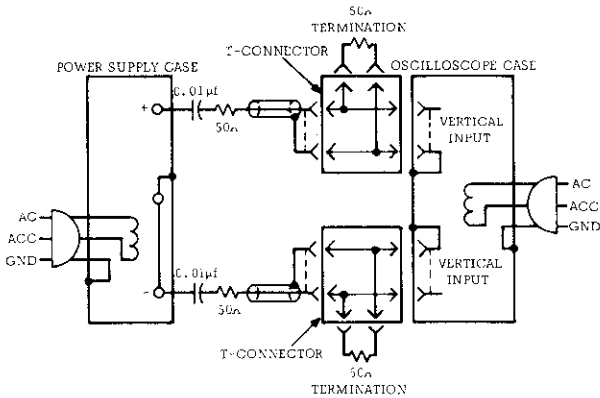 50Ω
TERMINATION
T-CONNECTOR
POWER SUPPLY CASE
OSCILLOSCOPE CASE
0.01µf
+
50Ω
VERTICAL
INPUT
AC
ACC
GND
AC
ACC
GND
0.01µf
-
50Ω
VERTICAL
INPUT
T-CONNECTOR
50Ω
TERMINATION